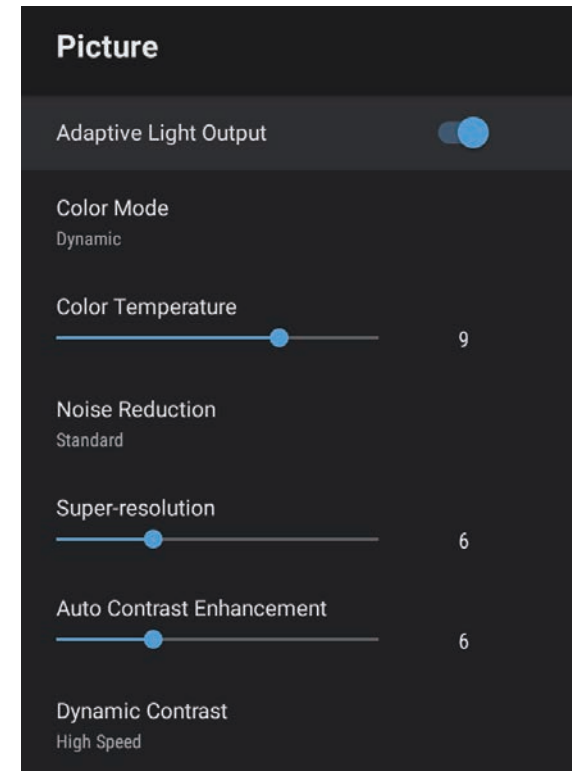 Picture
Adaptive Light Output
Color Mode
Dynamic
Color Temperature
9
Noise Reduction
Standard
Super-resolution
6
Auto Contrast Enhancement
6
Dynamic Contrast
High Speed